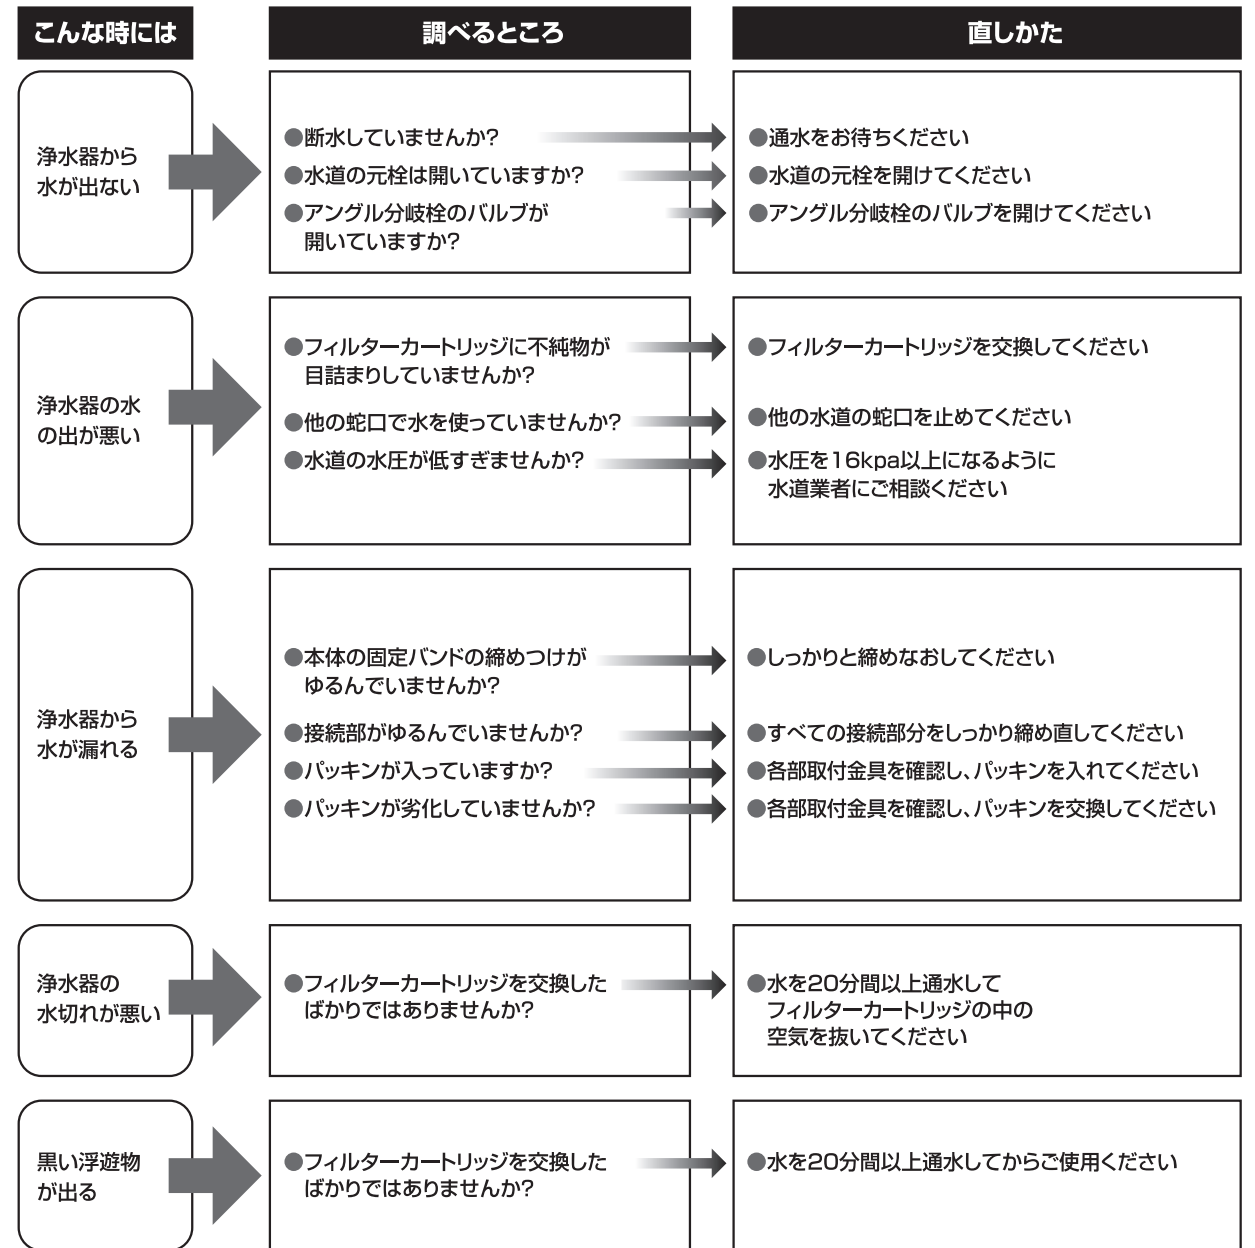 こんな時には
調べるところ
直しかた
浄水器から
水が出ない
●断水していませんか?
●水道の元栓は開いていますか?
●アングル分岐栓のバルブが
開いていますか?
●通水をお待ちください
●水道の元栓を開けてください
●アングル分岐栓のバルブを開けてください
浄水器の水
の出が悪い
●フィルターカートリッジに不純物が
目詰まりしていませんか?
●他の蛇口で水を使っていませんか?
●水道の水圧が低すぎませんか?
●フィルターカートリッジを交換してください
●他の水道の蛇口を止めてください
●水圧を16kpa以上になるように
水道業者にご相談ください
浄水器から
水が漏れる
●本体の固定バンドの締めつけが
ゆるんでいませんか?
●接続部がゆるんでいませんか?
●パッキンが入っていますか?
●パッキンが劣化していませんか?
●しっかりと締めなおしてください
●すべての接続部分をしっかり締め直してください
●各部取付金具を確認し、パッキンを入れてください
●各部取付金具を確認し、パッキンを交換してください
浄水器の
水切れが悪い
●フィルターカートリッジを交換した
ばかりではありませんか?
●水を20分間以上通水して
フィルターカートリッジの中の
空気を抜いてください
黒い浮遊物
が出る
●フィルターカートリッジを交換した
ばかりではありませんか?
●水を20分間以上通水してからご使用ください